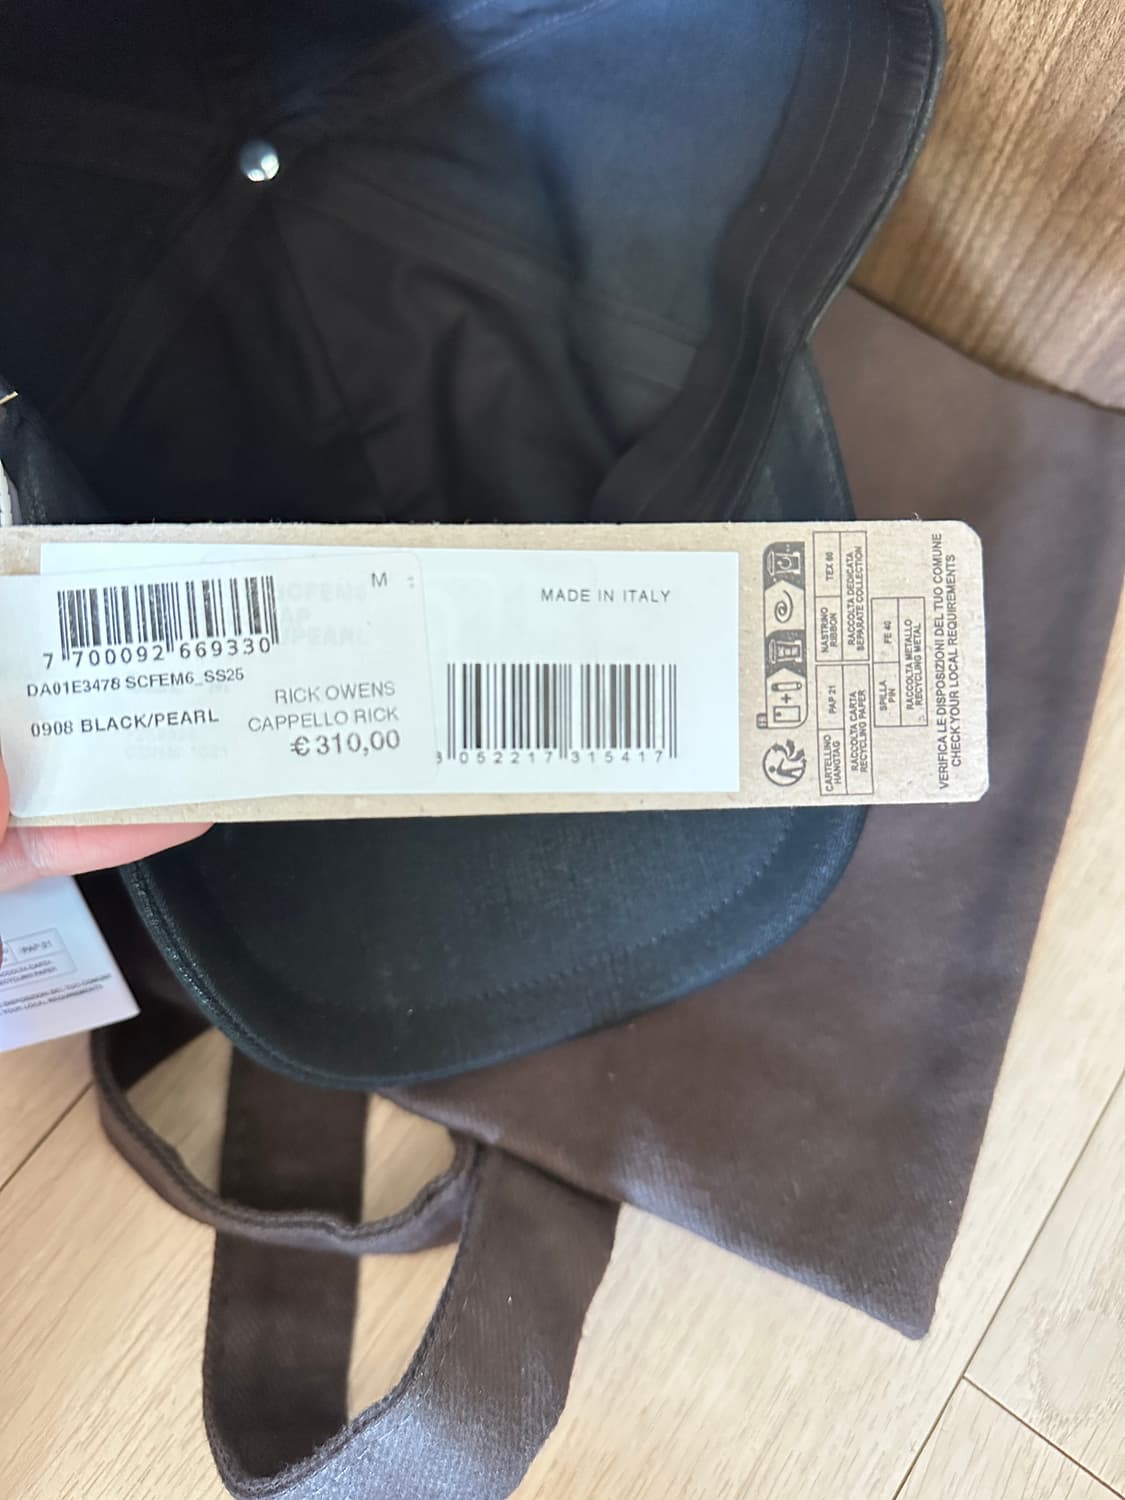 M
7 700092 669330
DA01E3478 SCFEM6_SS25
0908 BLACK/PEARL
RICK OWENS
CAPPELLO RICK
€310,00
MADE IN ITALY
8 052217 315417
CARTELLINO
HANGTAG
PAP 21
RACCOLTA CARTA
RECYCLING PAPER
NASTRINO
RIBBON
TEX 60
RACCOLTA DEDICATA
SEPARATE COLLECTION
SPILLA
PIN
FE 40
RACCOLTA METALLO
RECYCLING METAL
VERIFICA LE DISPOSIZIONI DEL TUO COMUNE
CHECK YOUR LOCAL REQUIREMENTS
PAP 21